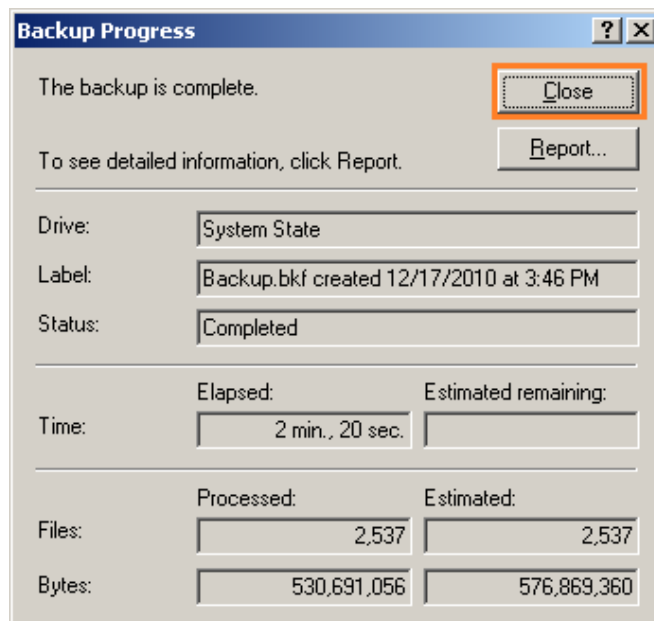 Backup Progress
The backup is complete.
Close
To see detailed information, click Report.
Report...
Drive: System State
Label: Backup.bkf created 12/17/2010 at 3:46 PM
Status: Completed
Elapsed: Estimated remaining:
Time: 2 min., 20 sec.
Processed: Estimated:
Files: 2,537 2,537
Bytes: 530,691,056 576,869,360